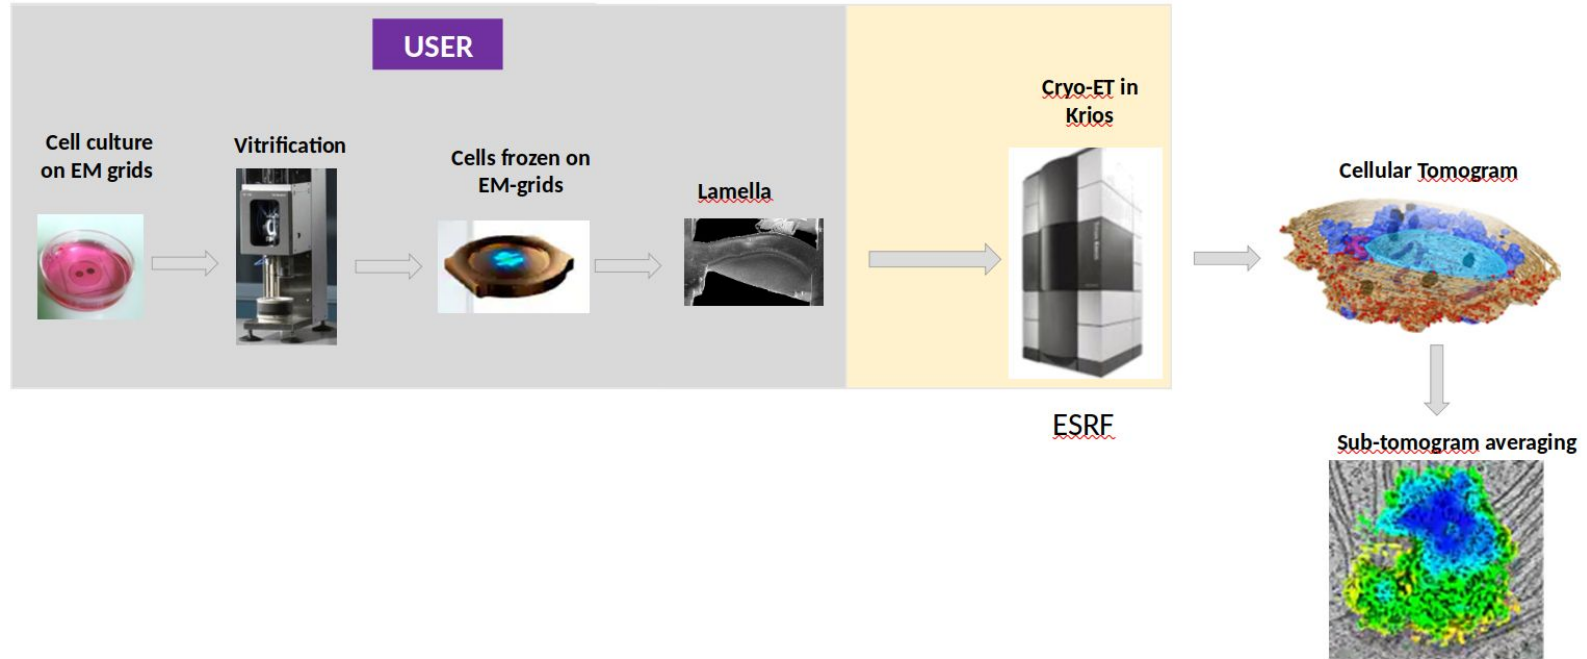 USER
Cell culture
on EM grids
Vitrification
Cells frozen on
EM-grids
Lamella
Cryo-ET in
Krios
Cellular Tomogram
ESRF
Sub-tomogram averaging